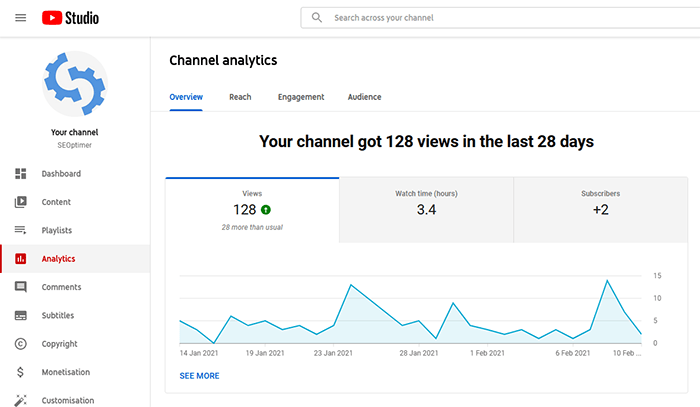 Studio
Search across your channel
Your channel
SEOptimer
Dashboard
Content
Playlists
Analytics
Comments
Subtitles
Copyright
Monetisation
Customisation
Channel analytics
Overview Reach Engagement Audience
Your channel got 128 views in the last 28 days
Views
128
28 more than usual
Watch time (hours)
3.4
Subscribers
+2
15
10
5
0
14 Jan 2021 19 Jan 2021 23 Jan 2021 28 Jan 2021 1 Feb 2021 6 Feb 2021 10 Feb ...
SEE MORE